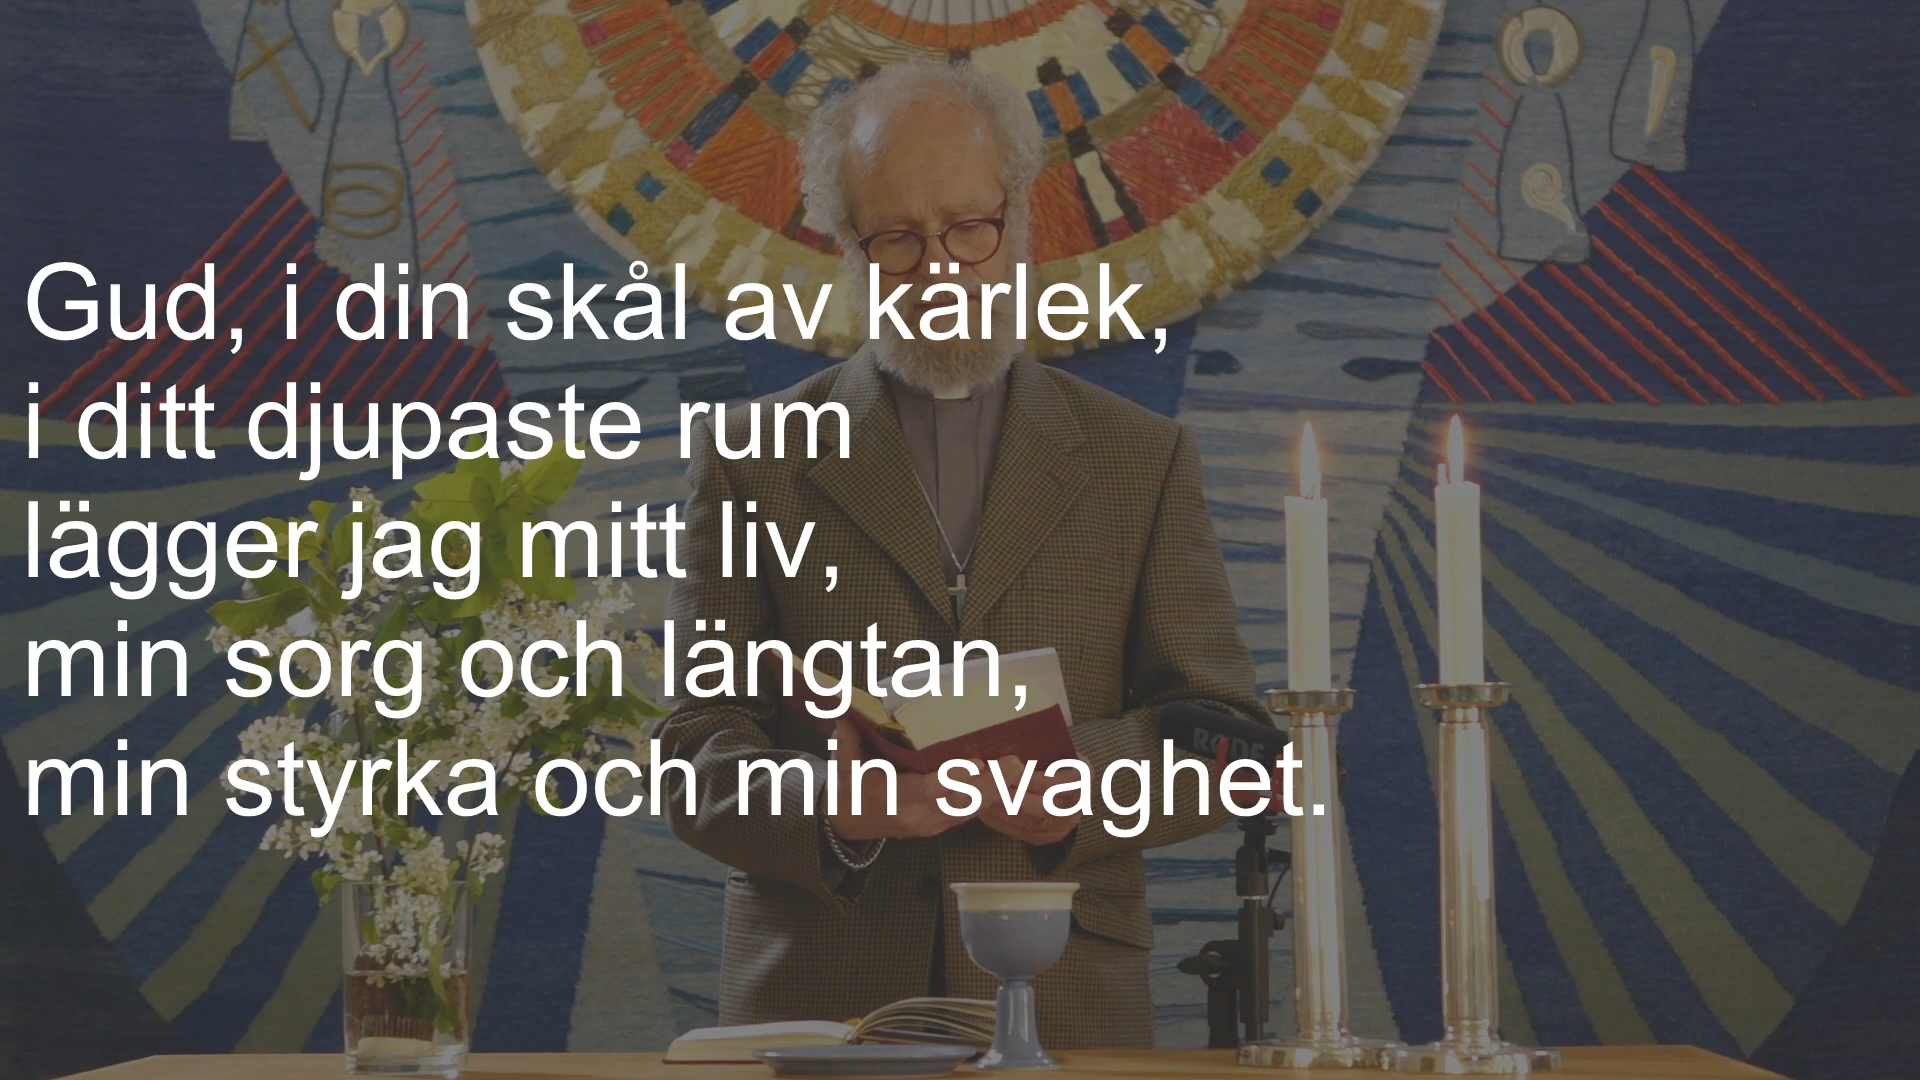 Gud, i din skål av kärlek,
i ditt djupaste rum
lägger jag mitt liv,
min sorg och längtan,
min styrka och min svaghet.
RODE